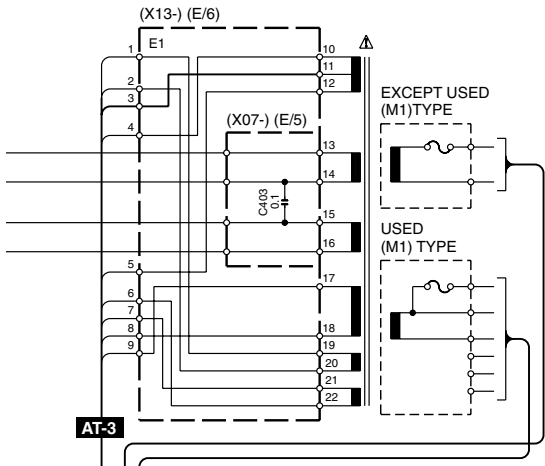 (X13-) (E/6)
E1
1
2
3
4
5
6
7
8
9
10
11
12
(X07-) (E/5)
13
14
15
16
C403
0.1
17
18
19
20
21
22
EXCEPT USED
(M1)TYPE
USED
(M1) TYPE
AT-3